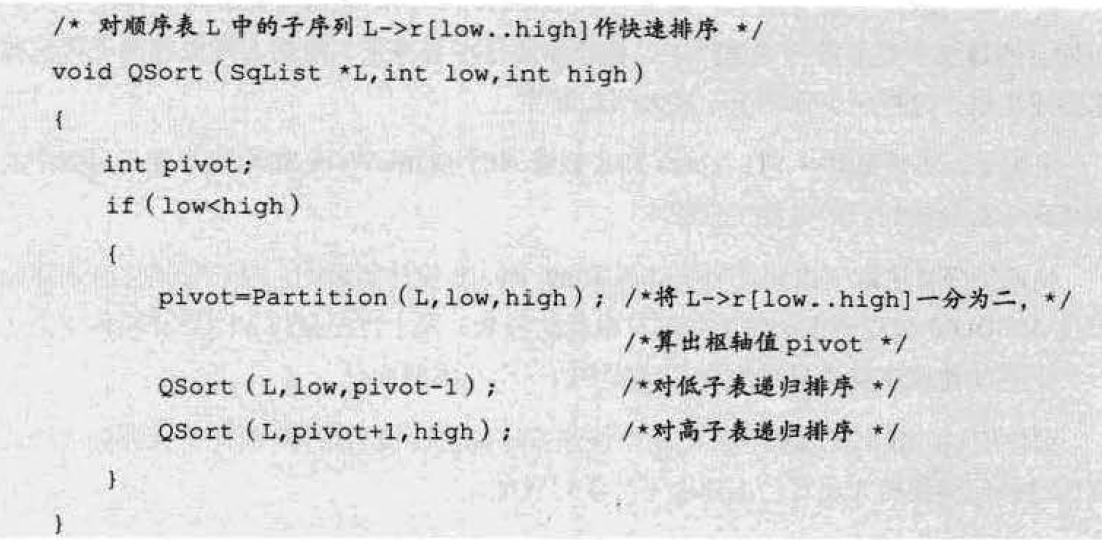 /* 对顺序表 L 中的子序列 L->r[low..high]作快速排序 */
void QSort(SqList *L,int low,int high)
{
int pivot;
if(low<high)
{
pivot=Partition(L,low,high); /*将 L->r[low..high]一分为二，*/
/*算出枢轴值 pivot */
QSort(L,low,pivot-1); /*对低子表递归排序 */
QSort(L,pivot+1,high); /*对高子表递归排序 */
}
}